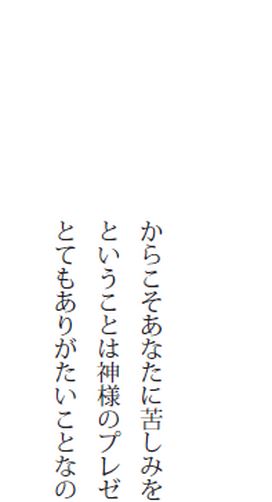 からこそあなたに苦しみを
ということは神様のプレゼ
とてもありがたいことなの